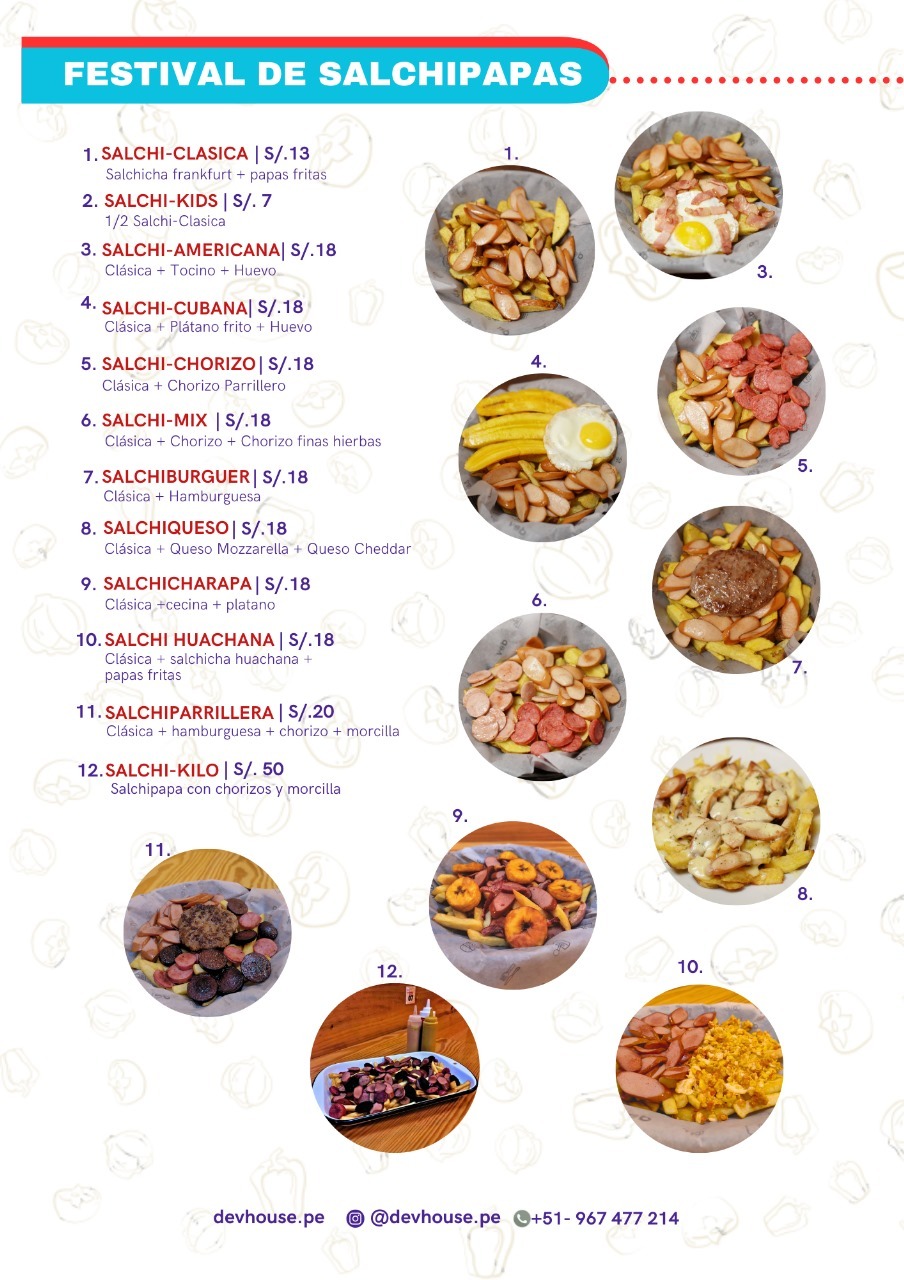 FESTIVAL DE SALCHIPAPAS
1. SALCHI-CLASICA | S/.13
Salchicha frankfurt + papas fritas
2. SALCHI-KIDS | S/. 7
1/2 Salchi-Clasica
3. SALCHI-AMERICANA| S/.18
Clásica + Tocino + Huevo
4. SALCHI-CUBANA| S/.18
Clásica + Plátano frito + Huevo
5. SALCHI-CHORIZO| S/.18
Clásica + Chorizo Parrillero
6. SALCHI-MIX | S/.18
Clásica + Chorizo + Chorizo finas hierbas
7. SALCHIBURGUER| S/.18
Clásica + Hamburguesa
8. SALCHIQUESO| S/.18
Clásica + Queso Mozzarella + Queso Cheddar
9. SALCHICHARAPA| S/.18
Clásica +cecina + platano
10. SALCHI HUACHANA | S/.18
Clásica + salchicha huachana +
papas fritas
11. SALCHIPARRILLERA | S/.20
Clásica + hamburguesa + chorizo + morcilla
12. SALCHI-KILO | S/. 50
Salchipapa con chorizos y morcilla
1.
3.
4.
5.
6.
7.
8.
9.
11.
12.
10.
devhouse.pe @devhouse.pe +51- 967 477 214